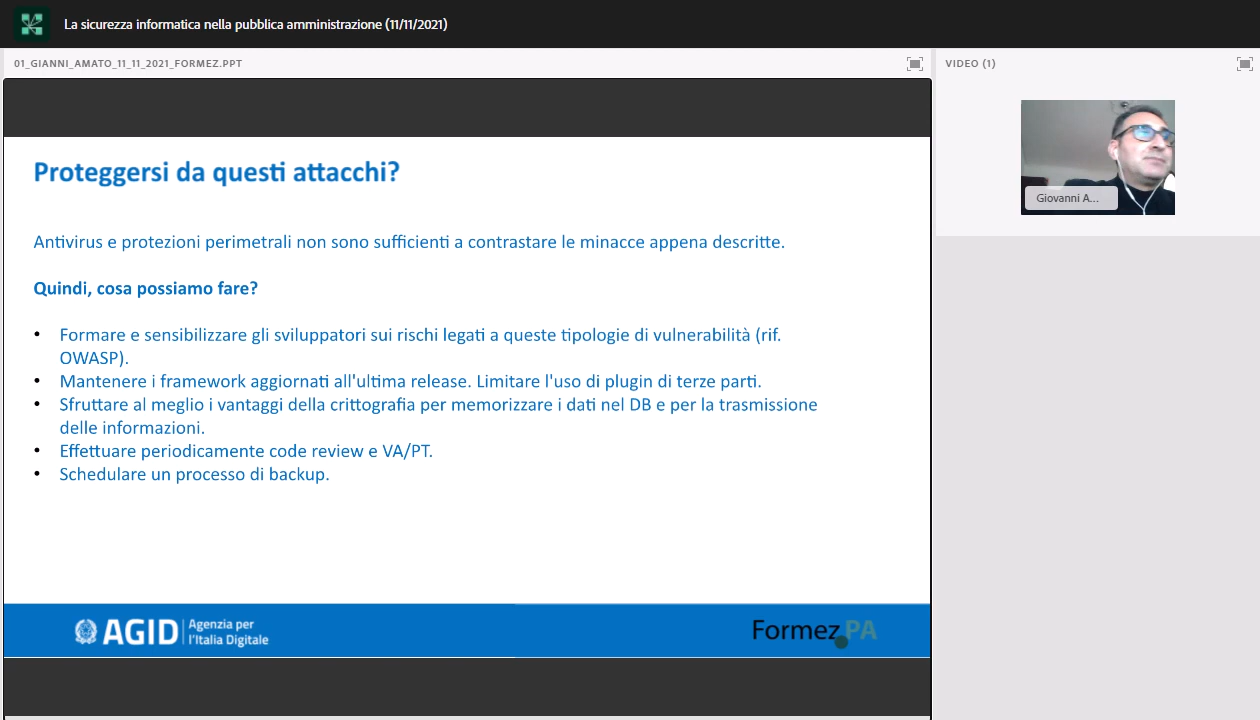 La sicurezza informatica nella pubblica amministrazione (11/11/2021)
01_GIANNI_AMATO_11_11_2021_FORMEZ.PPT
VIDEO (1)
Giovanni A...
Proteggersi da questi attacchi?
Antivirus e protezioni perimetrali non sono sufficienti a contrastare le minacce appena descritte.
Quindi, cosa possiamo fare?
• Formare e sensibilizzare gli sviluppatori sui rischi legati a queste tipologie di vulnerabilità (rif.
OWASP).
• Mantenere i framework aggiornati all'ultima release. Limitare l'uso di plugin di terze parti.
• Sfruttare al meglio i vantaggi della crittografia per memorizzare i dati nel DB e per la trasmissione
delle informazioni.
• Effettuare periodicamente code review e VA/PT.
• Schedulare un processo di backup.
AGID
Agenzia per
l'Italia Digitale
Formez PA